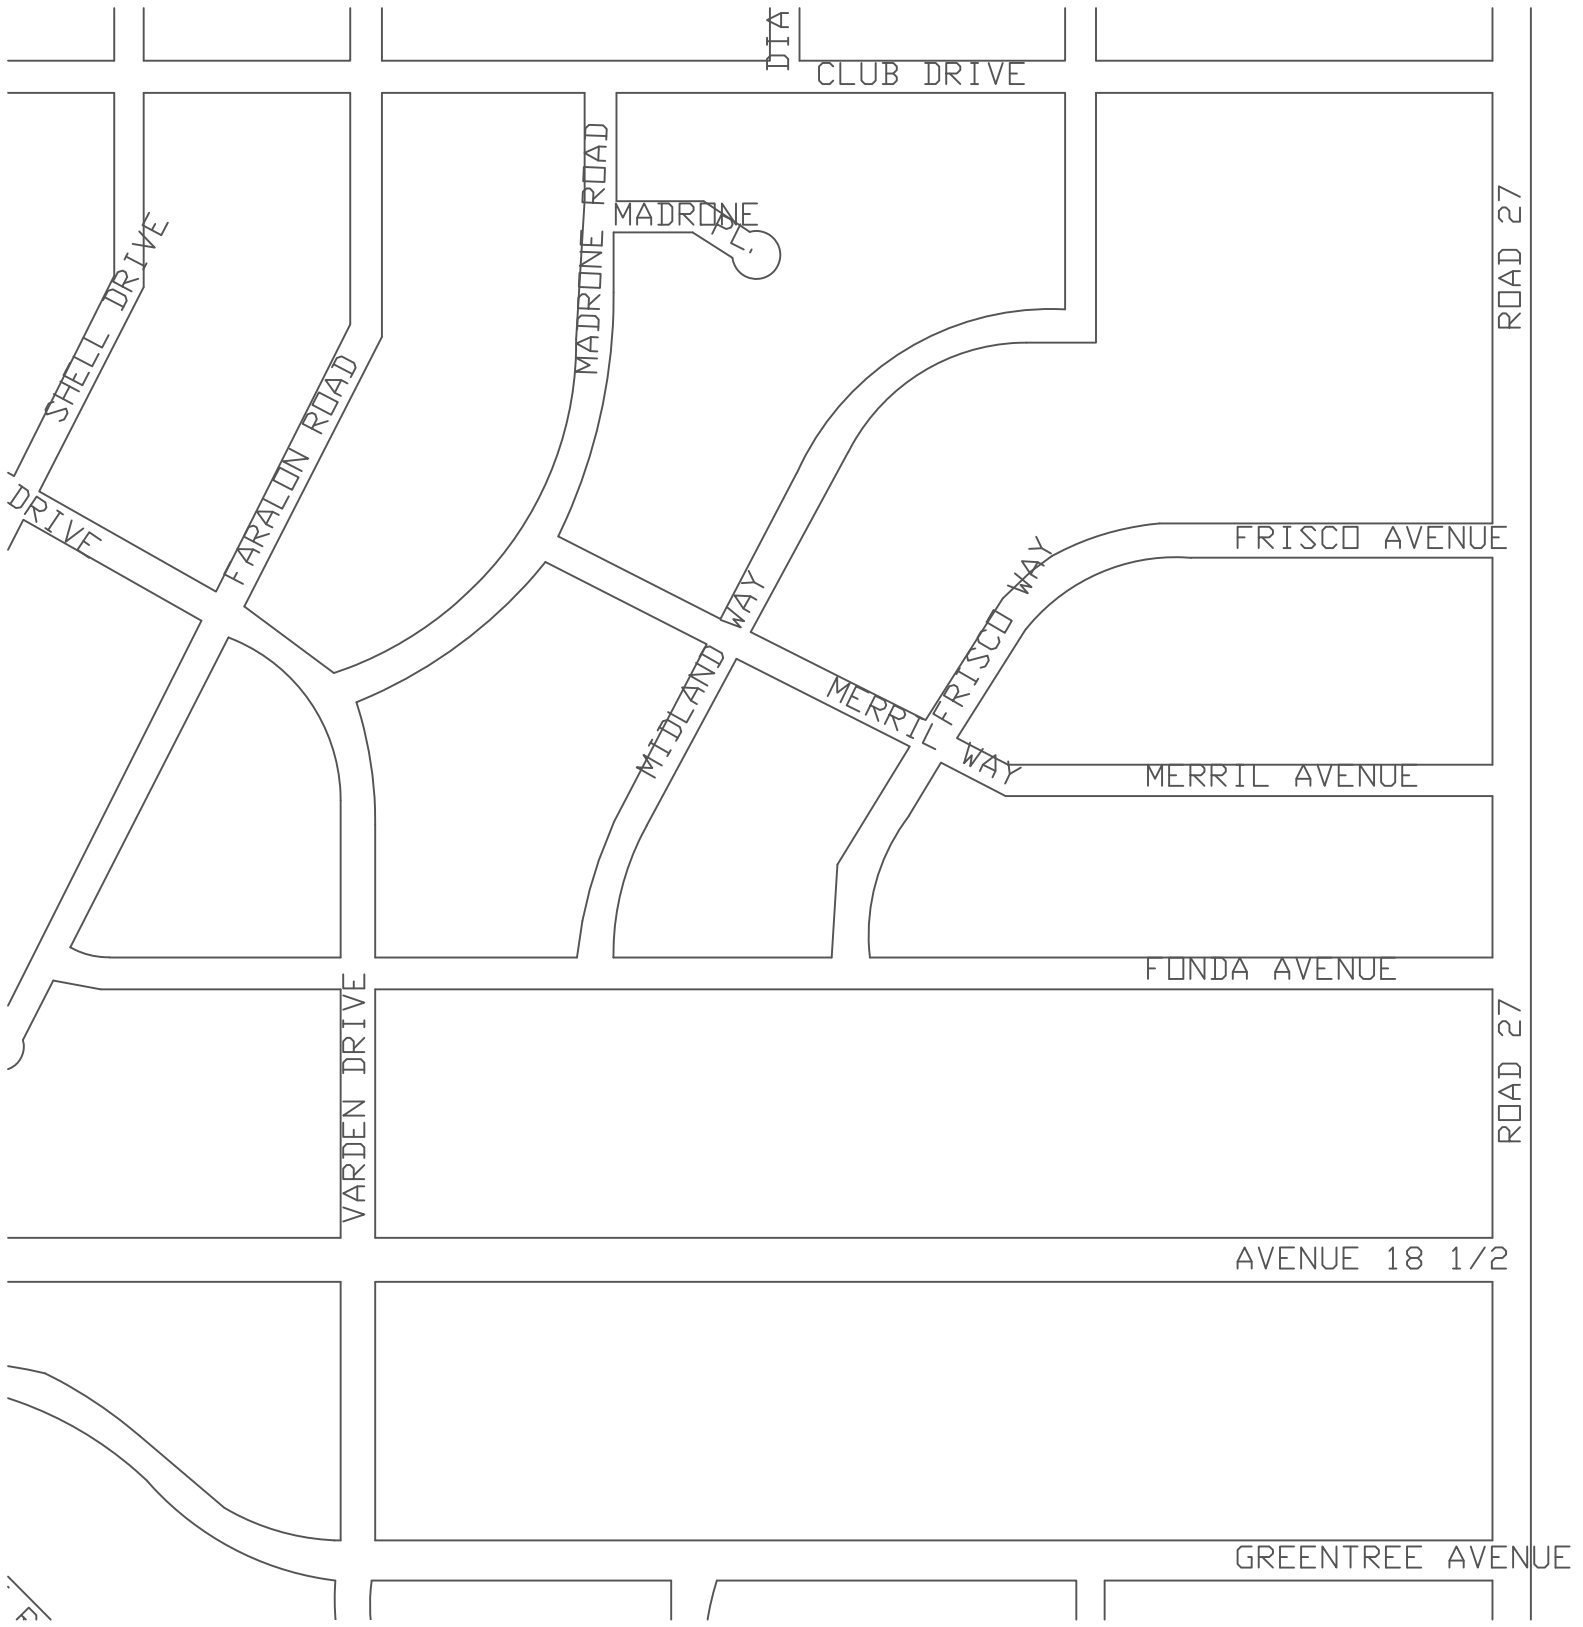 DIA
CLUB DRIVE
MADRONE ROAD
MADRONE PL.
ROAD 27
SHELL DRIVE
FARALON ROAD
DRIVE
FRISCO AVENUE
FRISCO WAY
MIDLAND WAY
MERRIL WAY
MERRIL AVENUE
FONDA AVENUE
VARDEN DRIVE
ROAD 27
AVENUE 18 1/2
GREENTREE AVENUE